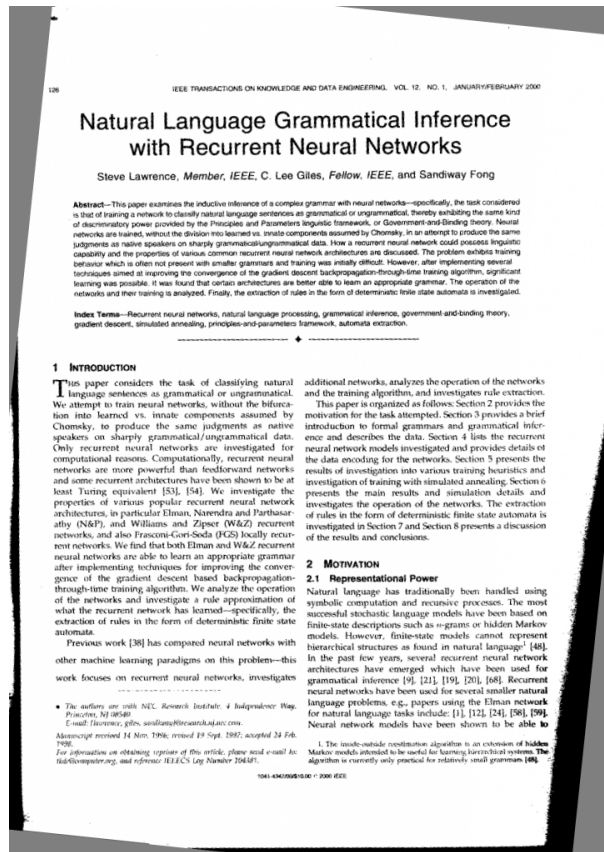 126
IEEE TRANSACTIONS ON KNOWLEDGE AND DATA ENGINEERING, VOL. 12, NO. 1, JANUARY/FEBRUARY 2000
Natural Language Grammatical Inference
with Recurrent Neural Networks
Steve Lawrence, Member, IEEE, C. Lee Giles, Fellow, IEEE, and Sandiway Fong
Abstract—This paper examines the inductive inference of a complex grammar with neural networks—specifically, the task considered
is that of training a network to classify natural language sentences as grammatical or ungrammatical, thereby exhibiting the same kind
of discriminatory power provided by the Principles and Parameters linguistic framework, or Government-and-Binding theory. Neural
networks are trained, without the division into learned vs. innate components assumed by Chomsky, in an attempt to produce the same
judgments as native speakers on sharply grammatical/ungrammatical data. How a recurrent neural network could possess linguistic
capability and the properties of various common recurrent neural network architectures are discussed. The problem exhibits training
behavior which is often not present with smaller grammars and training was initially difficult. However, after implementing several
techniques aimed at improving the convergence of the gradient descent backpropagation-through-time training algorithm, significant
learning was possible. It was found that certain architectures are better able to learn an appropriate grammar. The operation of the
networks and their training is analyzed. Finally, the extraction of rules in the form of deterministic finite state automata is investigated.
Index Terms—Recurrent neural networks, natural language processing, grammatical inference, government-and-binding theory,
gradient descent, simulated annealing, principles-and-parameters framework, automata extraction.
1 INTRODUCTION
THIS paper considers the task of classifying natural
language sentences as grammatical or ungrammatical.
We attempt to train neural networks, without the bifurca-
tion into learned vs. innate components assumed by
Chomsky, to produce the same judgments as native
speakers on sharply grammatical/ungrammatical data.
Only recurrent neural networks are investigated for
computational reasons. Computationally, recurrent neural
networks are more powerful than feedforward networks
and some recurrent architectures have been shown to be at
least Turing equivalent [53], [54]. We investigate the
properties of various popular recurrent neural network
architectures, in particular Elman, Narendra and Parthasar-
athy (N&P), and Williams and Zipser (W&Z) recurrent
networks, and also Frasconi-Gori-Soda (FGS) locally recur-
rent networks. We find that both Elman and W&Z recurrent
neural networks are able to learn an appropriate grammar
after implementing techniques for improving the conver-
gence of the gradient descent based backpropagation-
through-time training algorithm. We analyze the operation
of the networks and investigate a rule approximation of
what the recurrent network has learned—specifically, the
extraction of rules in the form of deterministic finite state
automata.
Previous work [38] has compared neural networks with
other machine learning paradigms on this problem—this
work focuses on recurrent neural networks, investigates
• The authors are with NEC Research Institute, 4 Independence Way,
Princeton, NJ 08540.
E-mail: {lawrence, giles, sandiway}@research.nj.nec.com.
Manuscript received 14 Nov. 1996; revised 19 Sept. 1997; accepted 24 Feb.
1998.
For information on obtaining reprints of this article, please send e-mail to:
tkde@computer.org, and reference IEEECS Log Number 104381.
additional networks, analyzes the operation of the networks
and the training algorithm, and investigates rule extraction.
This paper is organized as follows: Section 2 provides the
motivation for the task attempted. Section 3 provides a brief
introduction to formal grammars and grammatical infer-
ence and describes the data. Section 4 lists the recurrent
neural network models investigated and provides details of
the data encoding for the networks. Section 5 presents the
results of investigation into various training heuristics and
investigation of training with simulated annealing. Section 6
presents the main results and simulation details and
investigates the operation of the networks. The extraction
of rules in the form of deterministic finite state automata is
investigated in Section 7 and Section 8 presents a discussion
of the results and conclusions.
2 MOTIVATION
2.1 Representational Power
Natural language has traditionally been handled using
symbolic computation and recursive processes. The most
successful stochastic language models have been based on
finite-state descriptions such as n-grams or hidden Markov
models. However, finite-state models cannot represent
hierarchical structures as found in natural language¹ [48].
In the past few years, several recurrent neural network
architectures have emerged which have been used for
grammatical inference [9], [21], [19], [20], [68]. Recurrent
neural networks have been used for several smaller natural
language problems, e.g., papers using the Elman network
for natural language tasks include: [1], [12], [24], [58], [59].
Neural network models have been shown to be able to
1. The inside-outside reestimation algorithm is an extension of hidden
Markov models intended to be useful for learning hierarchical systems. The
algorithm is currently only practical for relatively small grammars [48].
1041-4347/00/$10.00 © 2000 IEEE